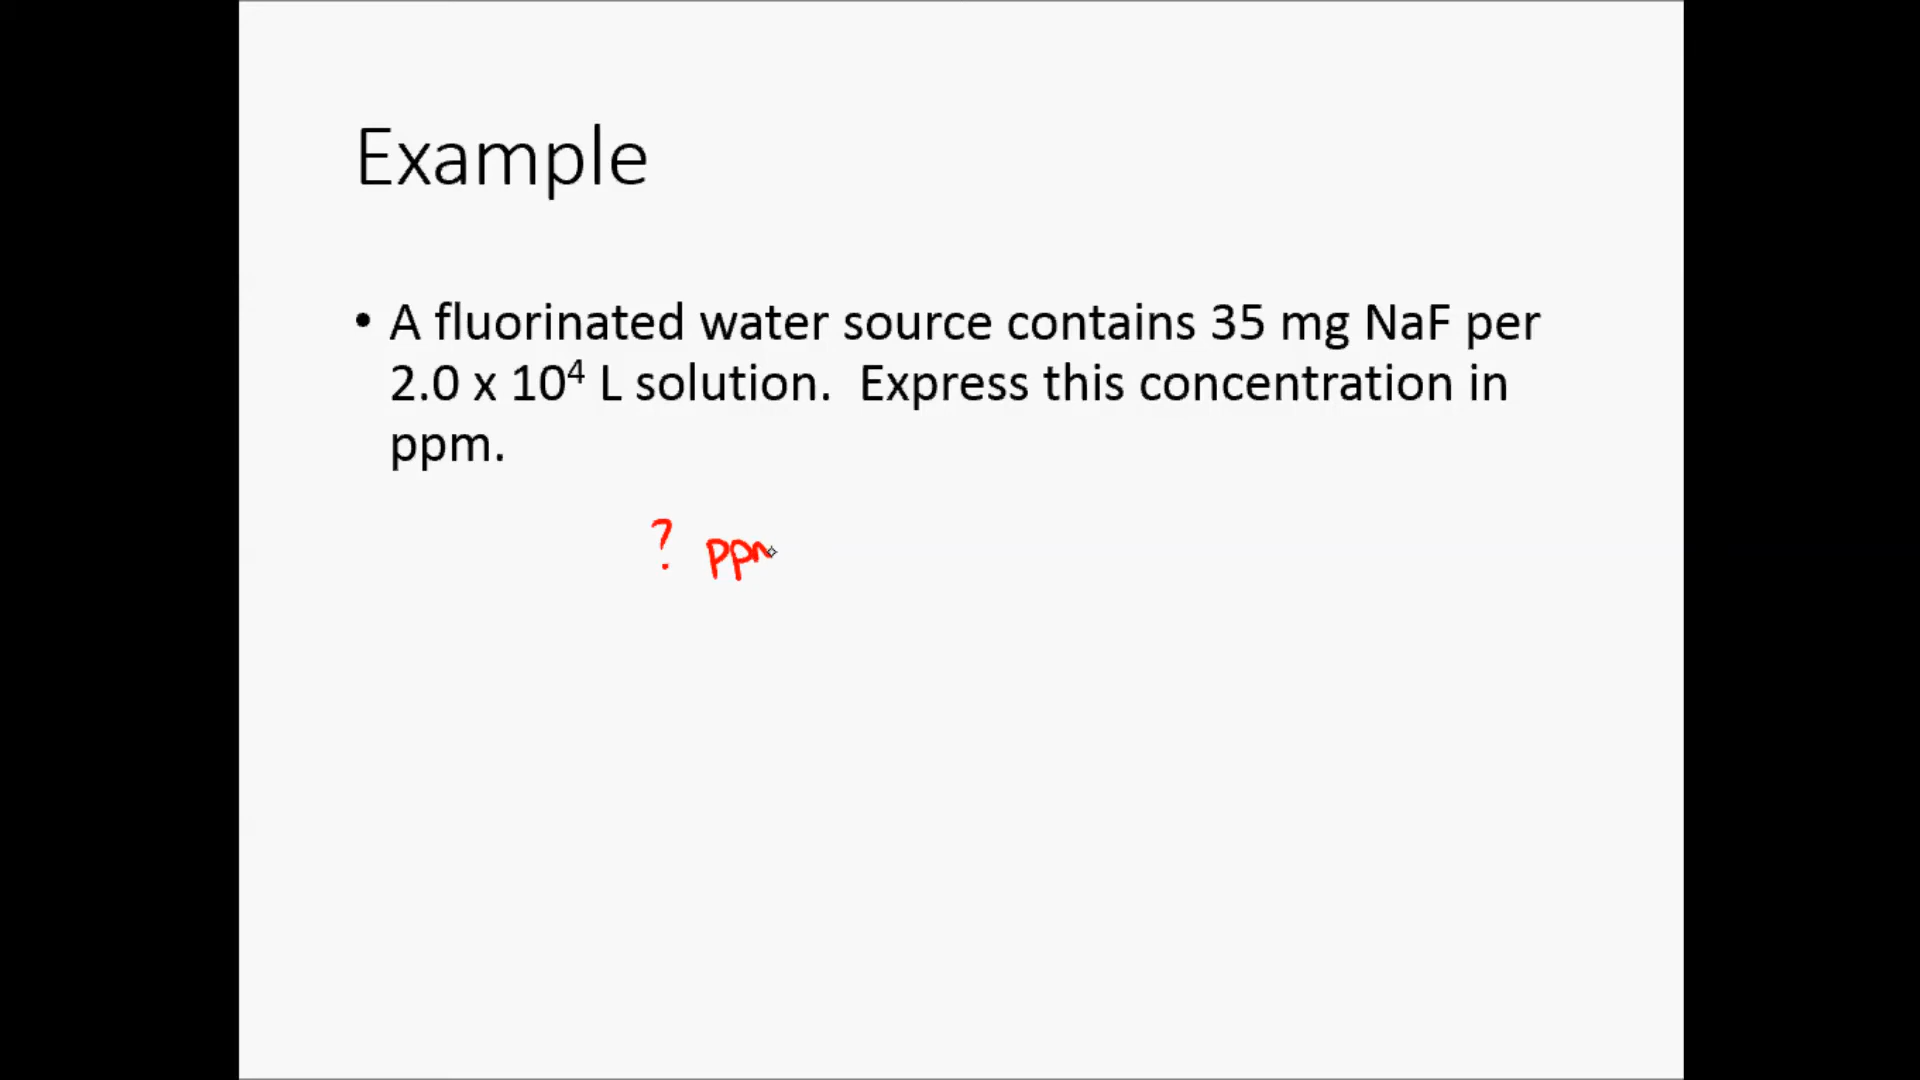 Example
• A fluorinated water source contains 35 mg NaF per
2.0 x 10⁴ L solution. Express this concentration in
ppm.
? ppm